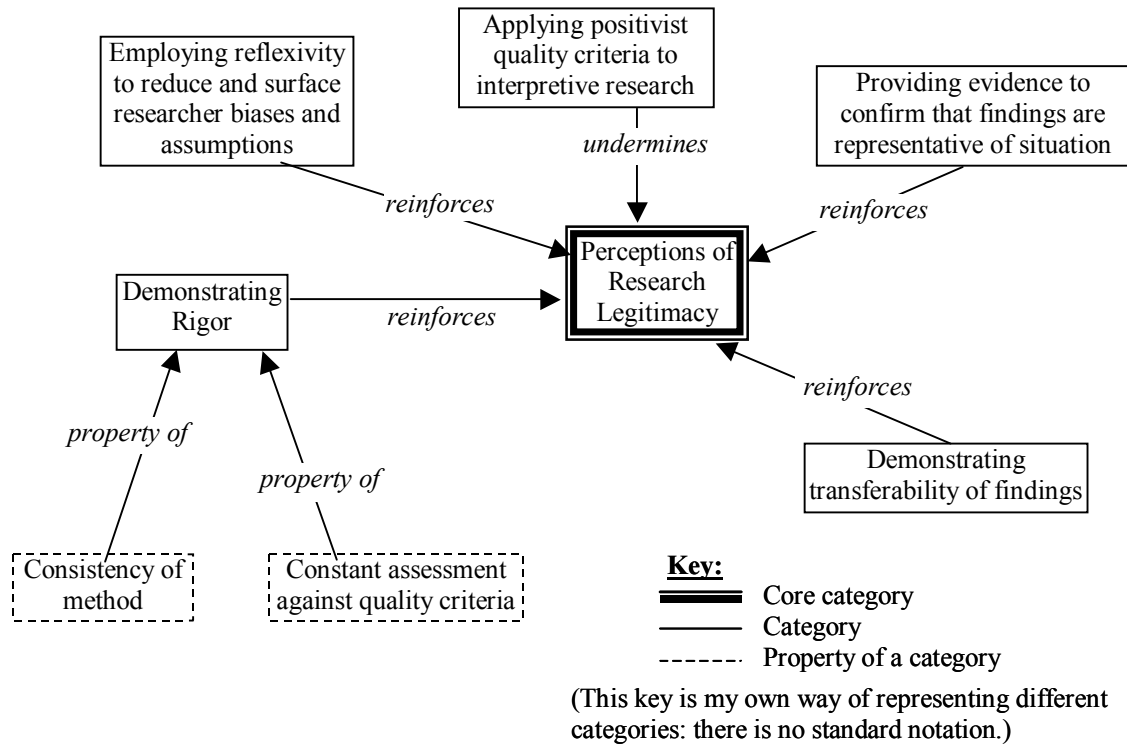 Employing reflexivity
to reduce and surface
researcher biases and
assumptions
Applying positivist
quality criteria to
interpretive research
Providing evidence to
confirm that findings are
representative of situation
undermines
reinforces
reinforces
Perceptions of
Research
Legitimacy
Demonstrating
Rigor
reinforces
reinforces
property of
property of
Demonstrating
transferability of findings
Consistency of
method
Constant assessment
against quality criteria
Key:
Core category
Category
Property of a category
(This key is my own way of representing different
categories: there is no standard notation.)